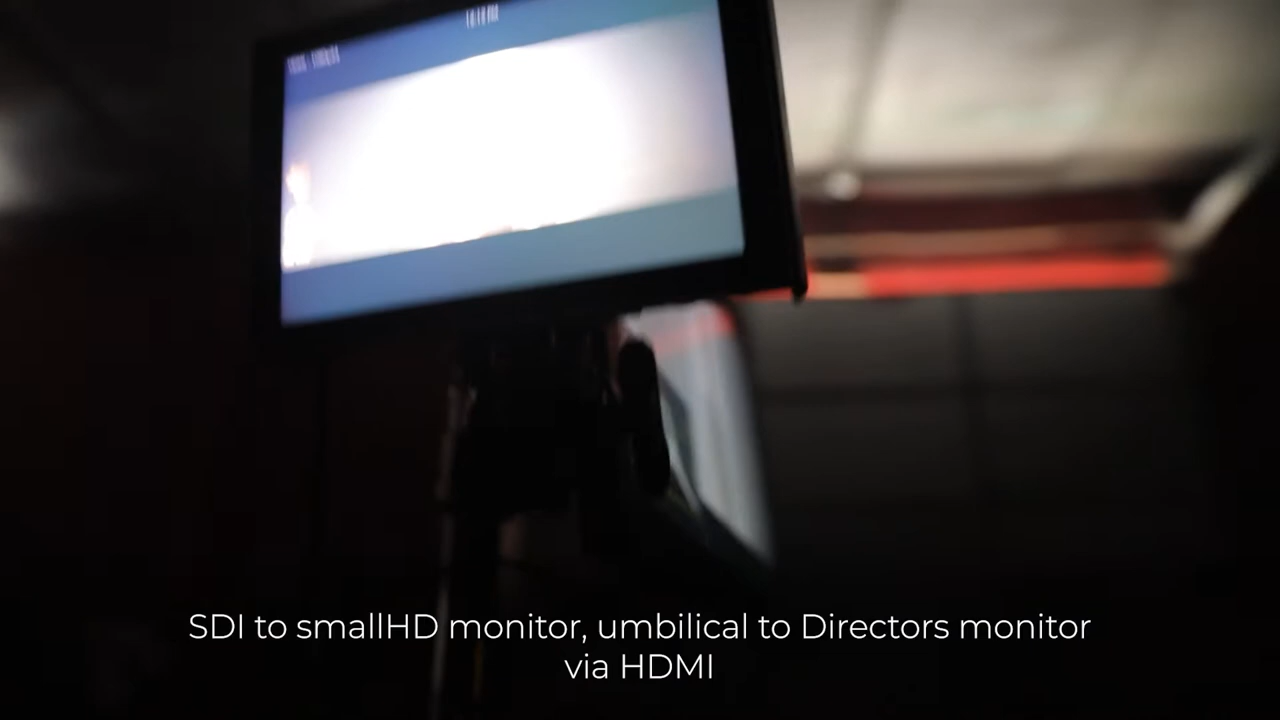 SDI to smallHD monitor, umbilical to Directors monitor
via HDMI